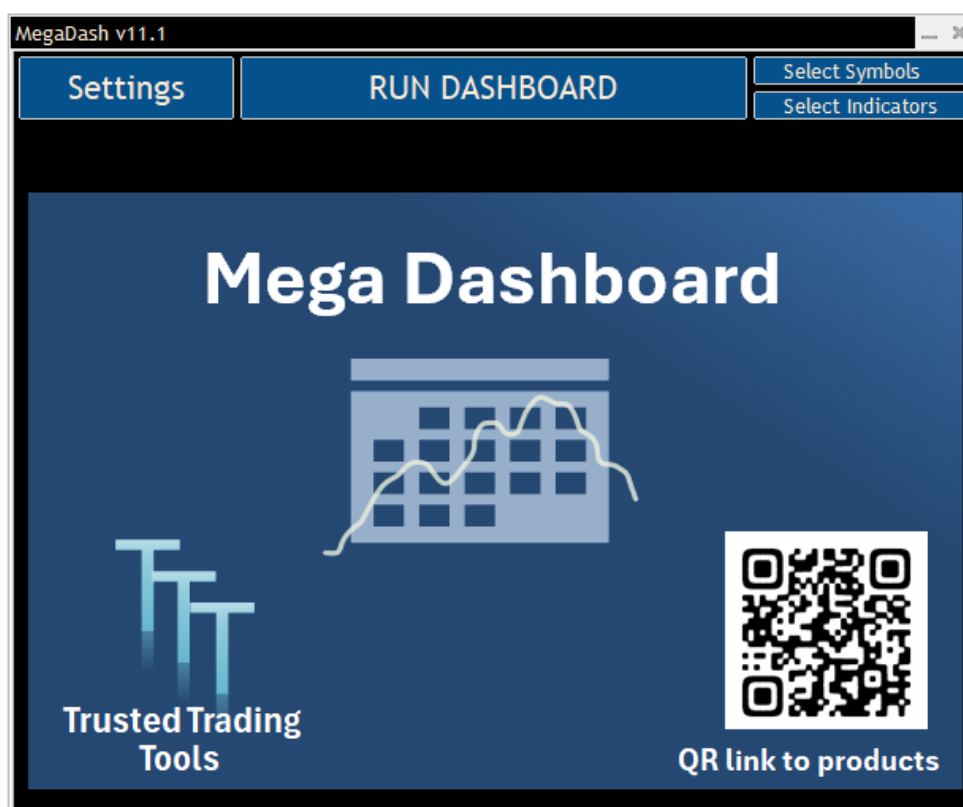 MegaDash v11.1
Settings
RUN DASHBOARD
Select Symbols
Select Indicators
Mega Dashboard
TTT
Trusted Trading
Tools
QR link to products